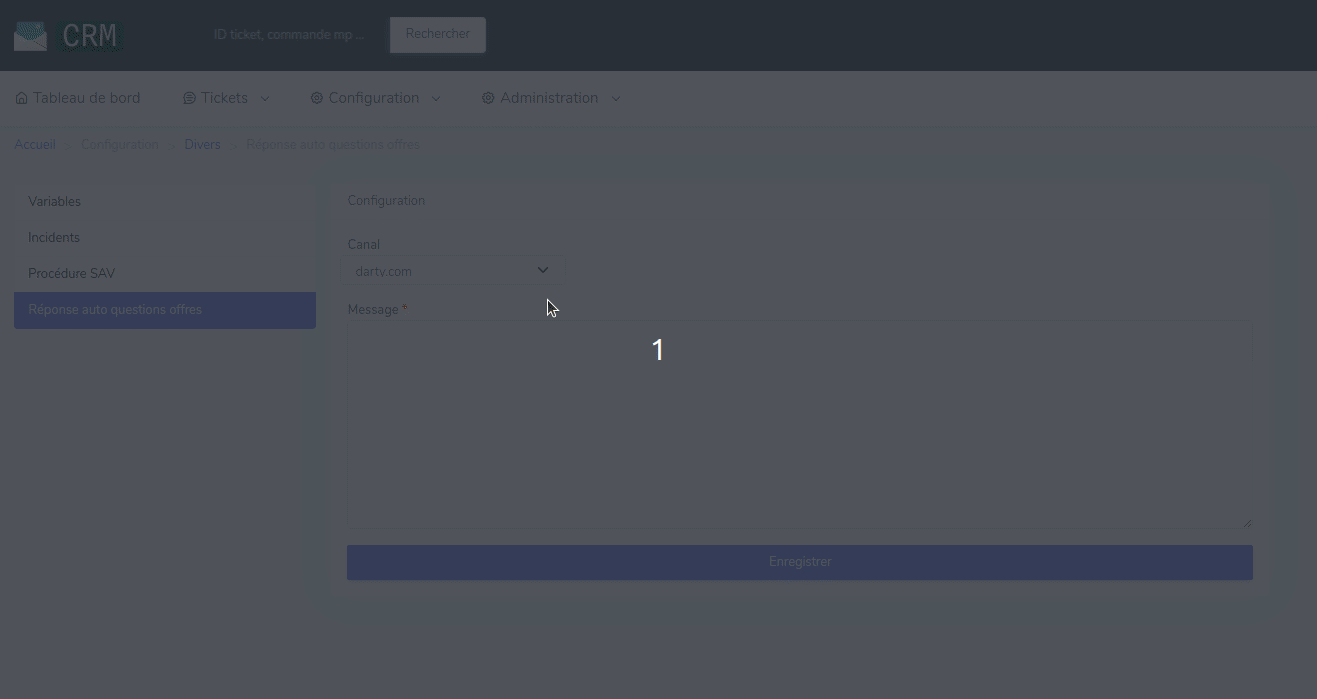 CRM ID ticket, commande mp ... Rechercher
Tableau de bord Tickets Configuration Administration
Accueil > Configuration > Divers > Réponse auto questions offres
Variables
Incidents
Procédure SAV
Réponse auto questions offres
Configuration
Canal
darty.com
Message *
1
Enregistrer